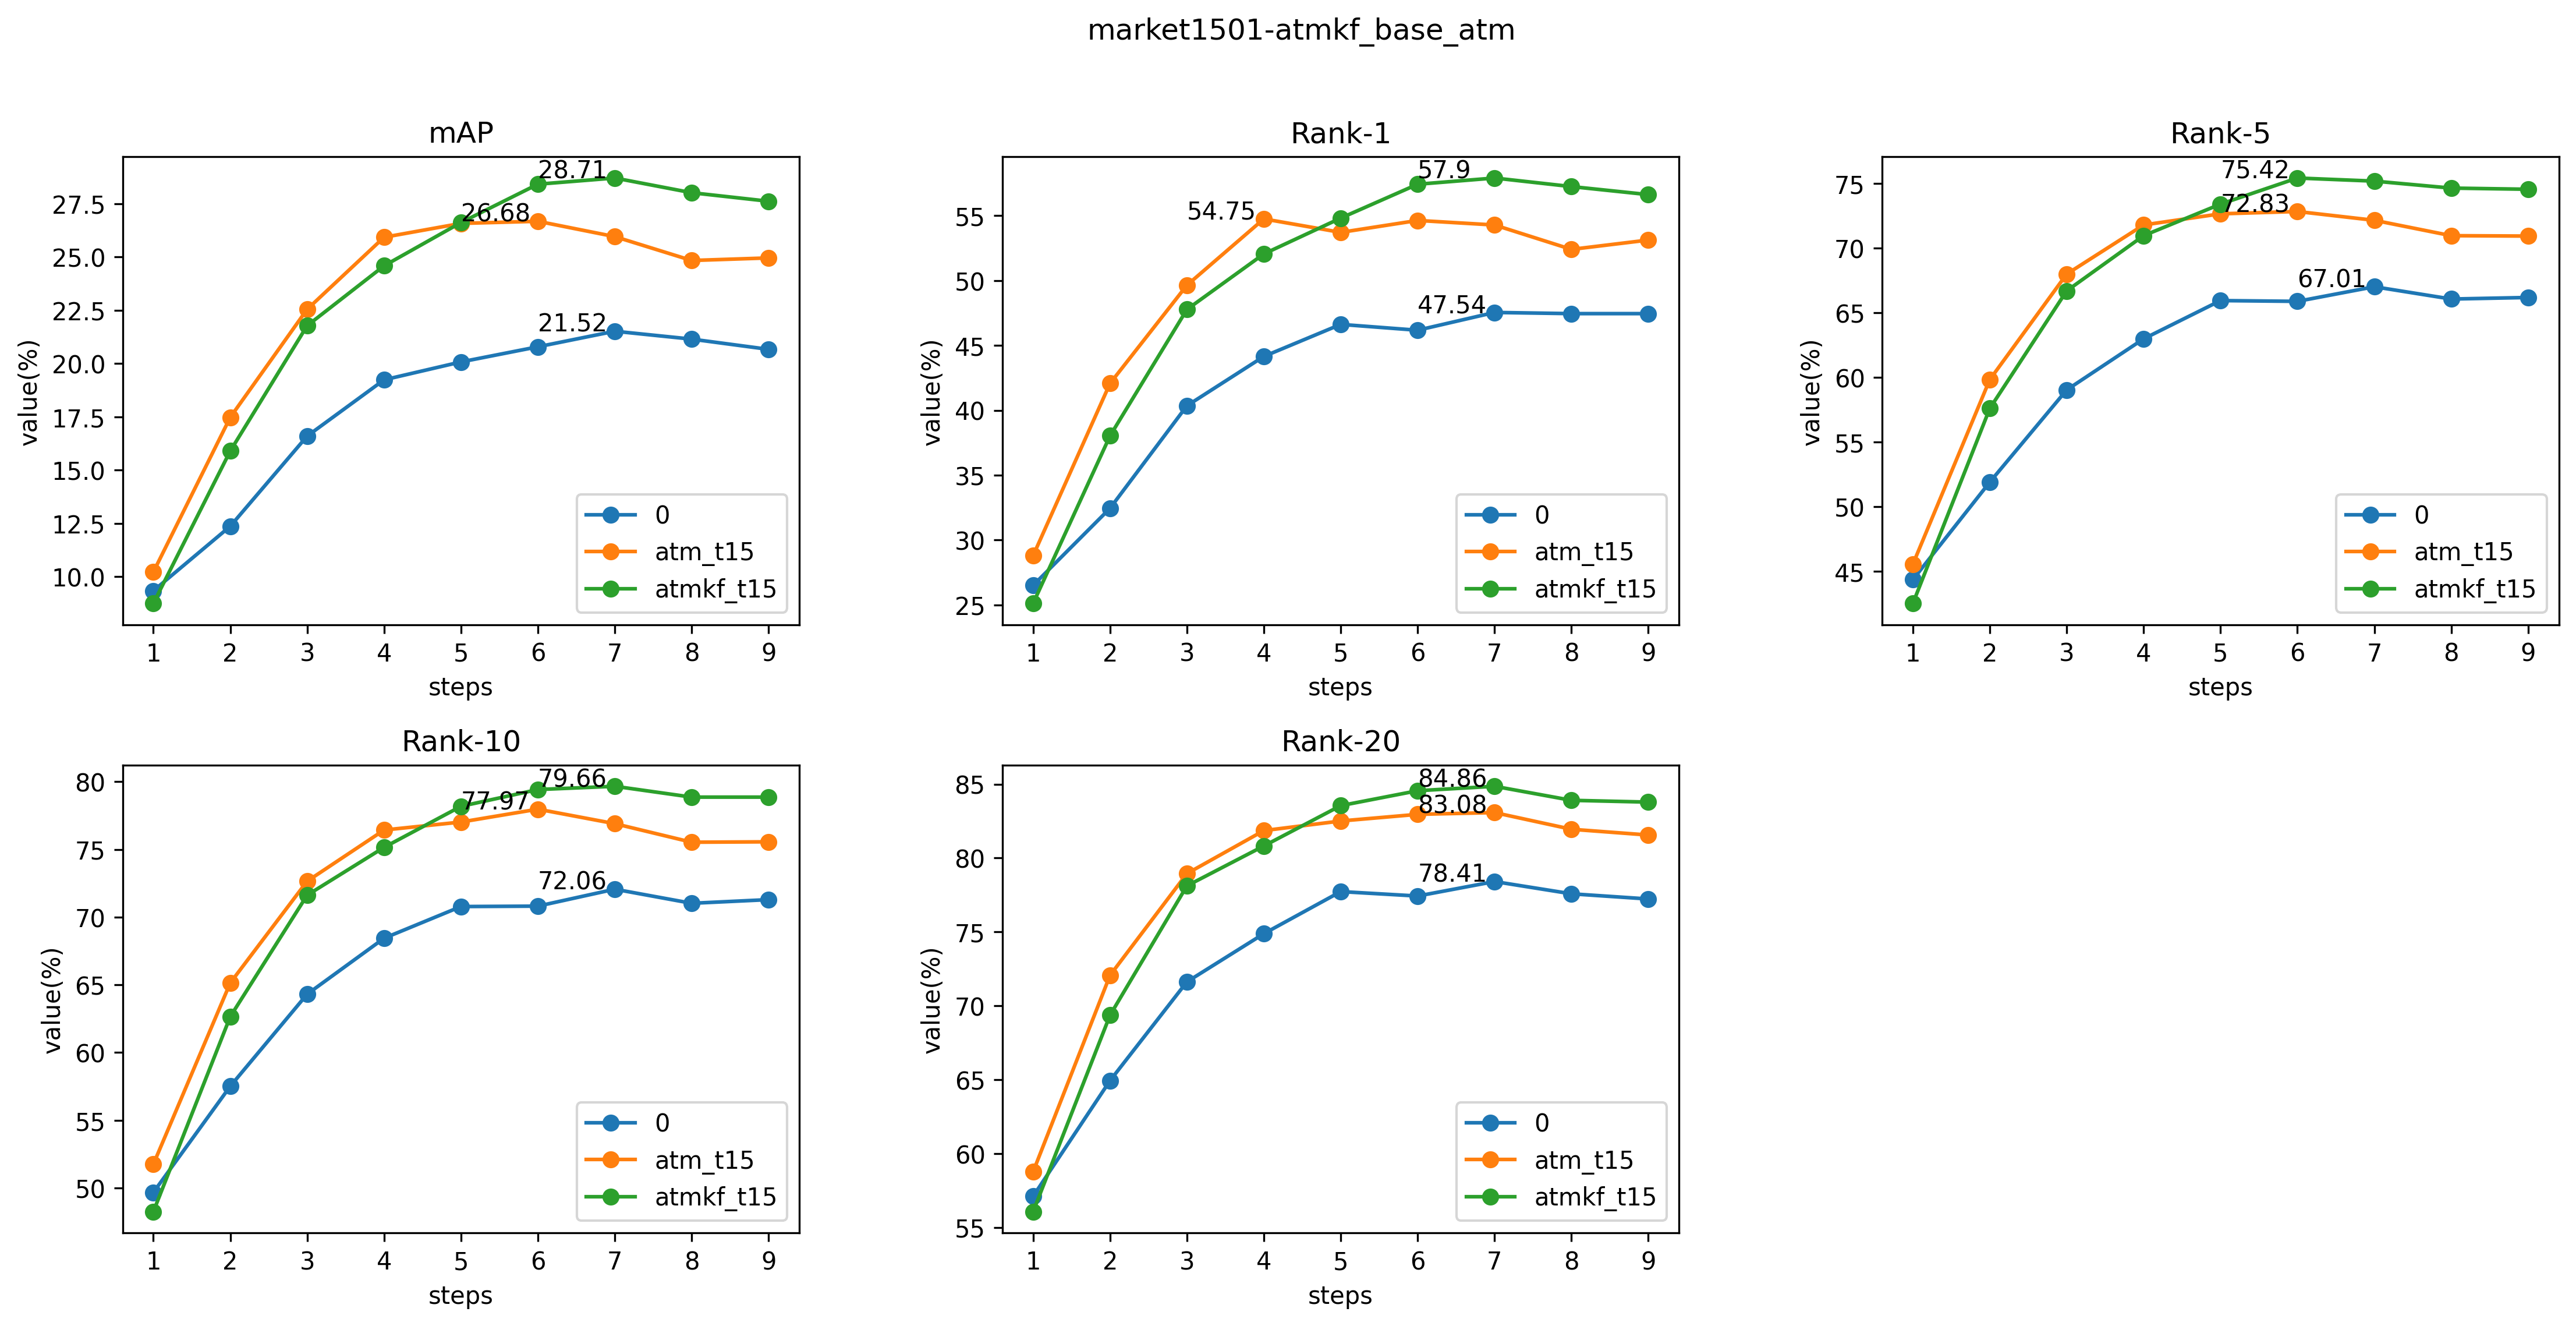 market1501-atmkf_base_atm
mAP
value(%)
27.5
25.0
22.5
20.0
17.5
15.0
12.5
10.0
28.71
26.68
21.52
0
atm_t15
atmkf_t15
1 2 3 4 5 6 7 8 9
steps
Rank-1
value(%)
55
50
45
40
35
30
25
57.9
54.75
47.54
0
atm_t15
atmkf_t15
1 2 3 4 5 6 7 8 9
steps
Rank-5
value(%)
75
70
65
60
55
50
45
75.42
72.83
67.01
0
atm_t15
atmkf_t15
1 2 3 4 5 6 7 8 9
steps
Rank-10
value(%)
80
75
70
65
60
55
50
79.66
77.97
72.06
0
atm_t15
atmkf_t15
1 2 3 4 5 6 7 8 9
steps
Rank-20
value(%)
85
80
75
70
65
60
55
84.86
83.08
78.41
0
atm_t15
atmkf_t15
1 2 3 4 5 6 7 8 9
steps